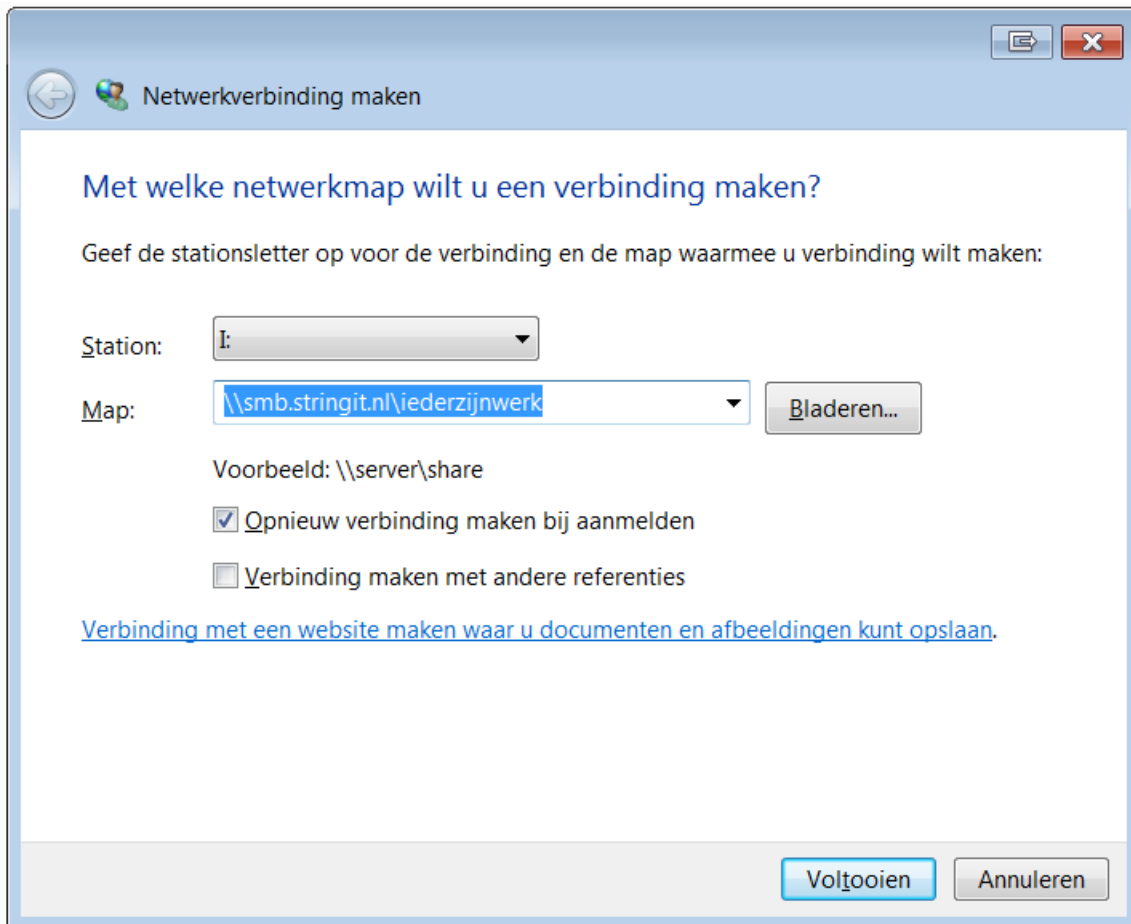 Netwerkverbinding maken
Met welke netwerkmap wilt u een verbinding maken?
Geef de stationsletter op voor de verbinding en de map waarmee u verbinding wilt maken:
Station: I:
Map: \\smb.stringit.nl\iederzijnwerk Bladeren...
Voorbeeld: \\server\share
Opnieuw verbinding maken bij aanmelden
Verbinding maken met andere referenties
Verbinding met een website maken waar u documenten en afbeeldingen kunt opslaan.
Voltooien Annuleren